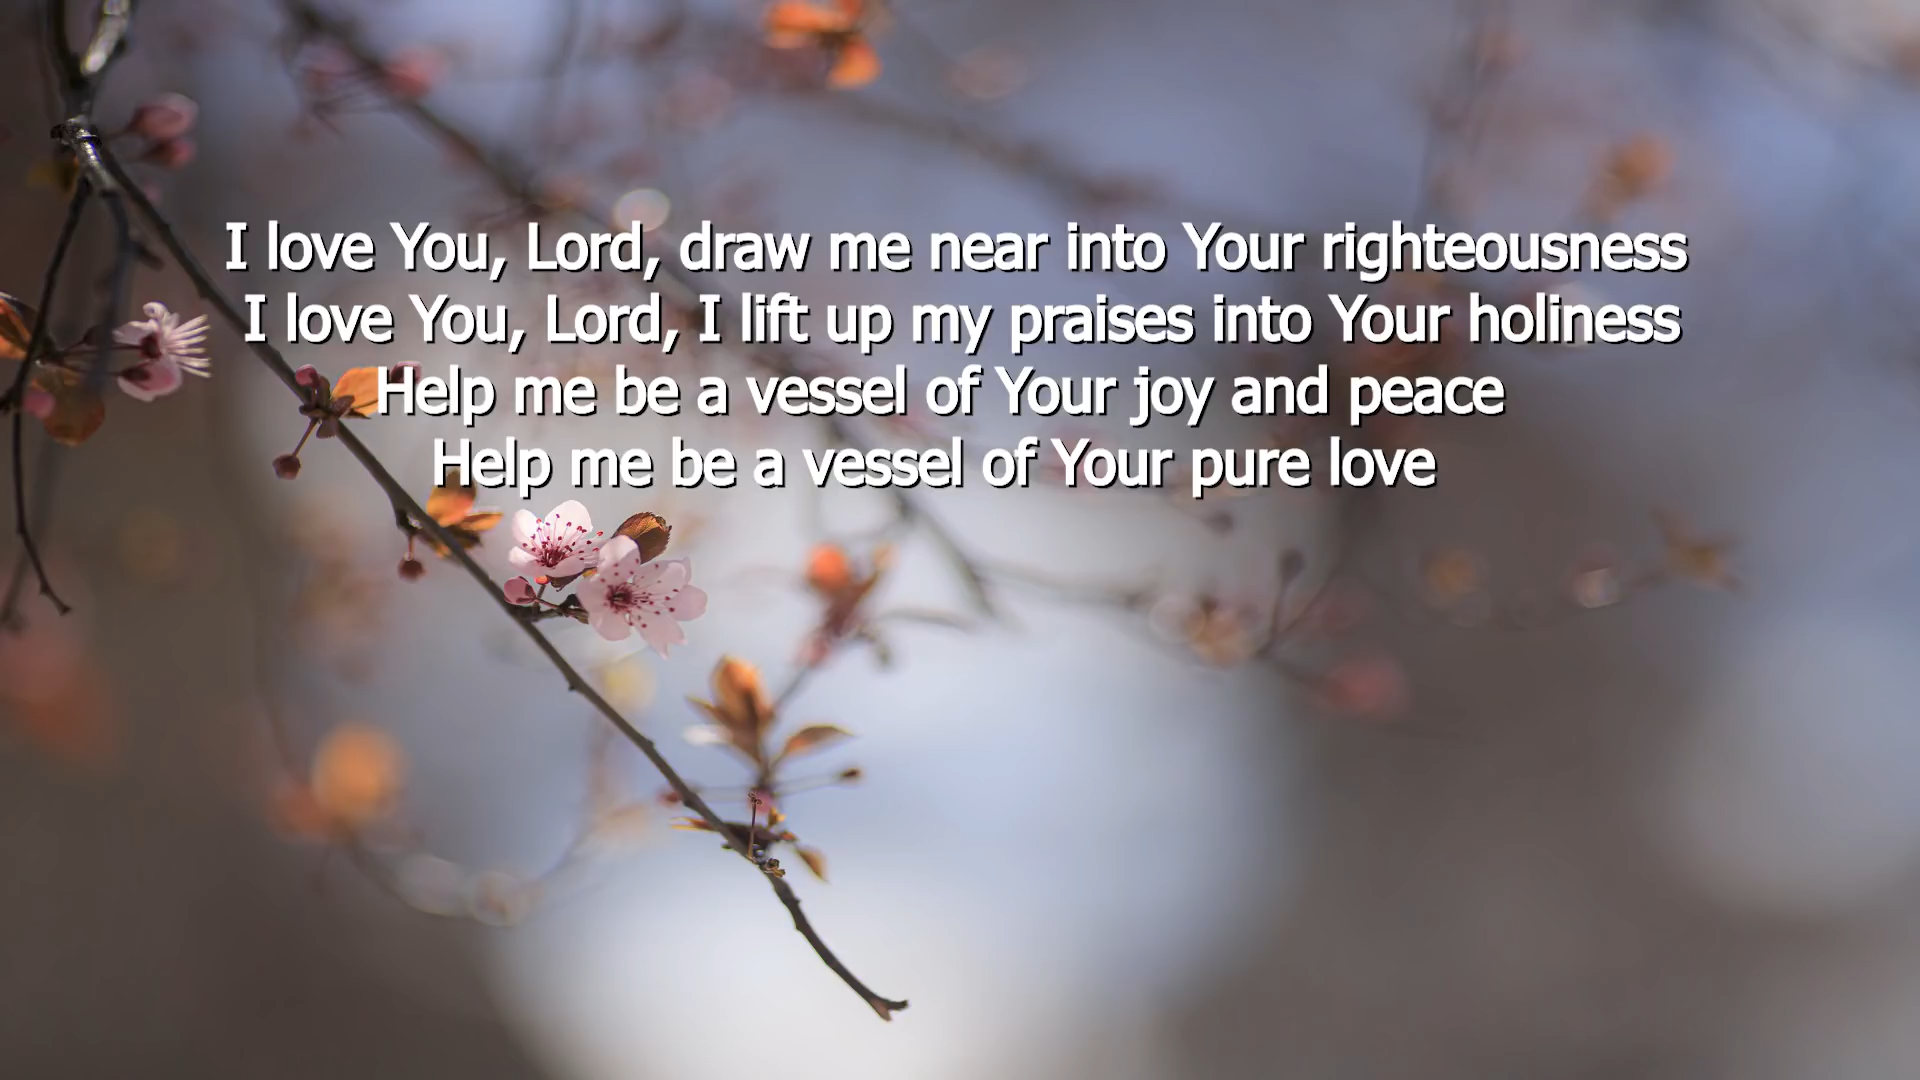 I love You, Lord, draw me near into Your righteousness
I love You, Lord, I lift up my praises into Your holiness
Help me be a vessel of Your joy and peace
Help me be a vessel of Your pure love